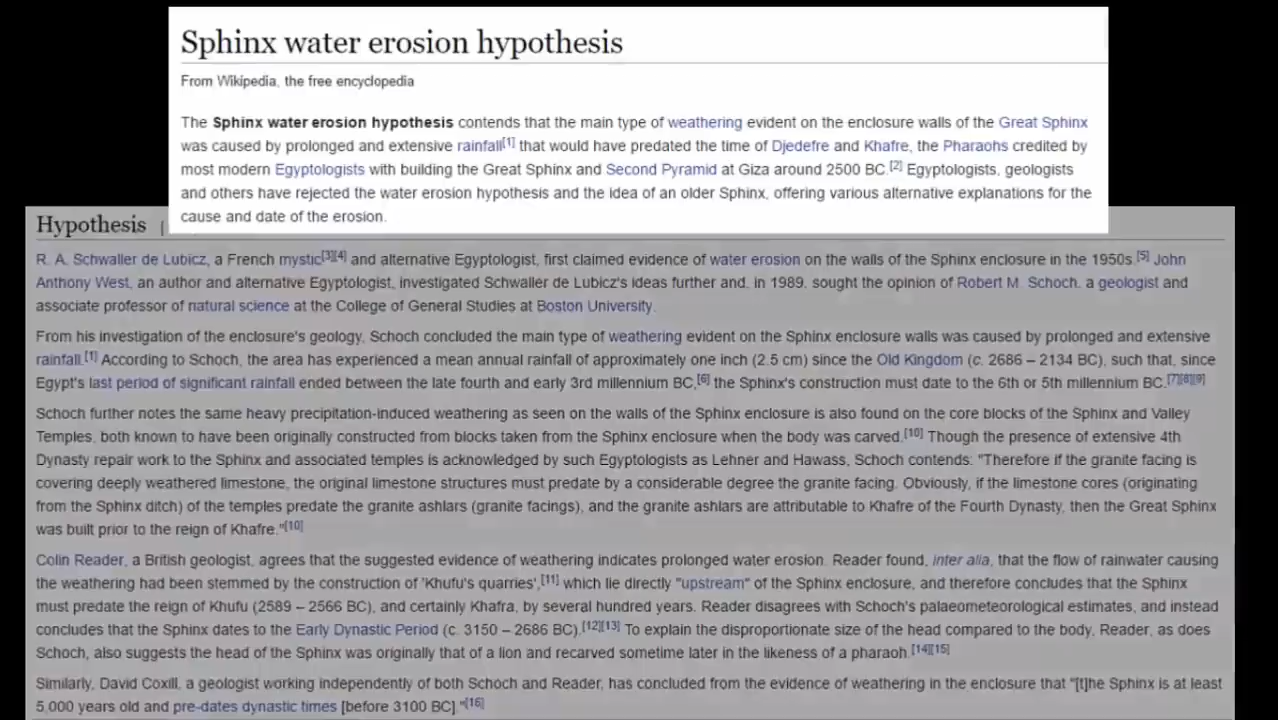 Sphinx water erosion hypothesis
From Wikipedia, the free encyclopedia
The Sphinx water erosion hypothesis contends that the main type of weathering evident on the enclosure walls of the Great Sphinx
was caused by prolonged and extensive rainfall[1] that would have predated the time of Djedefre and Khafre, the Pharaohs credited by
most modern Egyptologists with building the Great Sphinx and Second Pyramid at Giza around 2500 BC.[2] Egyptologists, geologists
and others have rejected the water erosion hypothesis and the idea of an older Sphinx, offering various alternative explanations for the
cause and date of the erosion.
Hypothesis [
R. A. Schwaller de Lubicz, a French mystic[3][4] and alternative Egyptologist, first claimed evidence of water erosion on the walls of the Sphinx enclosure in the 1950s.[5] John
Anthony West, an author and alternative Egyptologist, investigated Schwaller de Lubicz's ideas further and, in 1989, sought the opinion of Robert M. Schoch, a geologist and
associate professor of natural science at the College of General Studies at Boston University.
From his investigation of the enclosure's geology, Schoch concluded the main type of weathering evident on the Sphinx enclosure walls was caused by prolonged and extensive
rainfall.[1] According to Schoch, the area has experienced a mean annual rainfall of approximately one inch (2.5 cm) since the Old Kingdom (c. 2686 – 2134 BC), such that, since
Egypt's last period of significant rainfall ended between the late fourth and early 3rd millennium BC,[6] the Sphinx's construction must date to the 6th or 5th millennium BC.[7][8][9]
Schoch further notes the same heavy precipitation-induced weathering as seen on the walls of the Sphinx enclosure is also found on the core blocks of the Sphinx and Valley
Temples, both known to have been originally constructed from blocks taken from the Sphinx enclosure when the body was carved.[10] Though the presence of extensive 4th
Dynasty repair work to the Sphinx and associated temples is acknowledged by such Egyptologists as Lehner and Hawass, Schoch contends: "Therefore if the granite facing is
covering deeply weathered limestone, the original limestone structures must predate by a considerable degree the granite facing. Obviously, if the limestone cores (originating
from the Sphinx ditch) of the temples predate the granite ashlars (granite facings), and the granite ashlars are attributable to Khafre of the Fourth Dynasty, then the Great Sphinx
was built prior to the reign of Khafre."[10]
Colin Reader, a British geologist, agrees that the suggested evidence of weathering indicates prolonged water erosion. Reader found, inter alia, that the flow of rainwater causing
the weathering had been stemmed by the construction of 'Khufu's quarries',[11] which lie directly "upstream" of the Sphinx enclosure, and therefore concludes that the Sphinx
must predate the reign of Khufu (2589 – 2566 BC), and certainly Khafra, by several hundred years. Reader disagrees with Schoch's palaeometeorological estimates, and instead
concludes that the Sphinx dates to the Early Dynastic Period (c. 3150 – 2686 BC).[12][13] To explain the disproportionate size of the head compared to the body, Reader, as does
Schoch, also suggests the head of the Sphinx was originally that of a lion and recarved sometime later in the likeness of a pharaoh.[14][15]
Similarly, David Coxill, a geologist working independently of both Schoch and Reader, has concluded from the evidence of weathering in the enclosure that "[t]he Sphinx is at least
5,000 years old and pre-dates dynastic times [before 3100 BC]."[16]